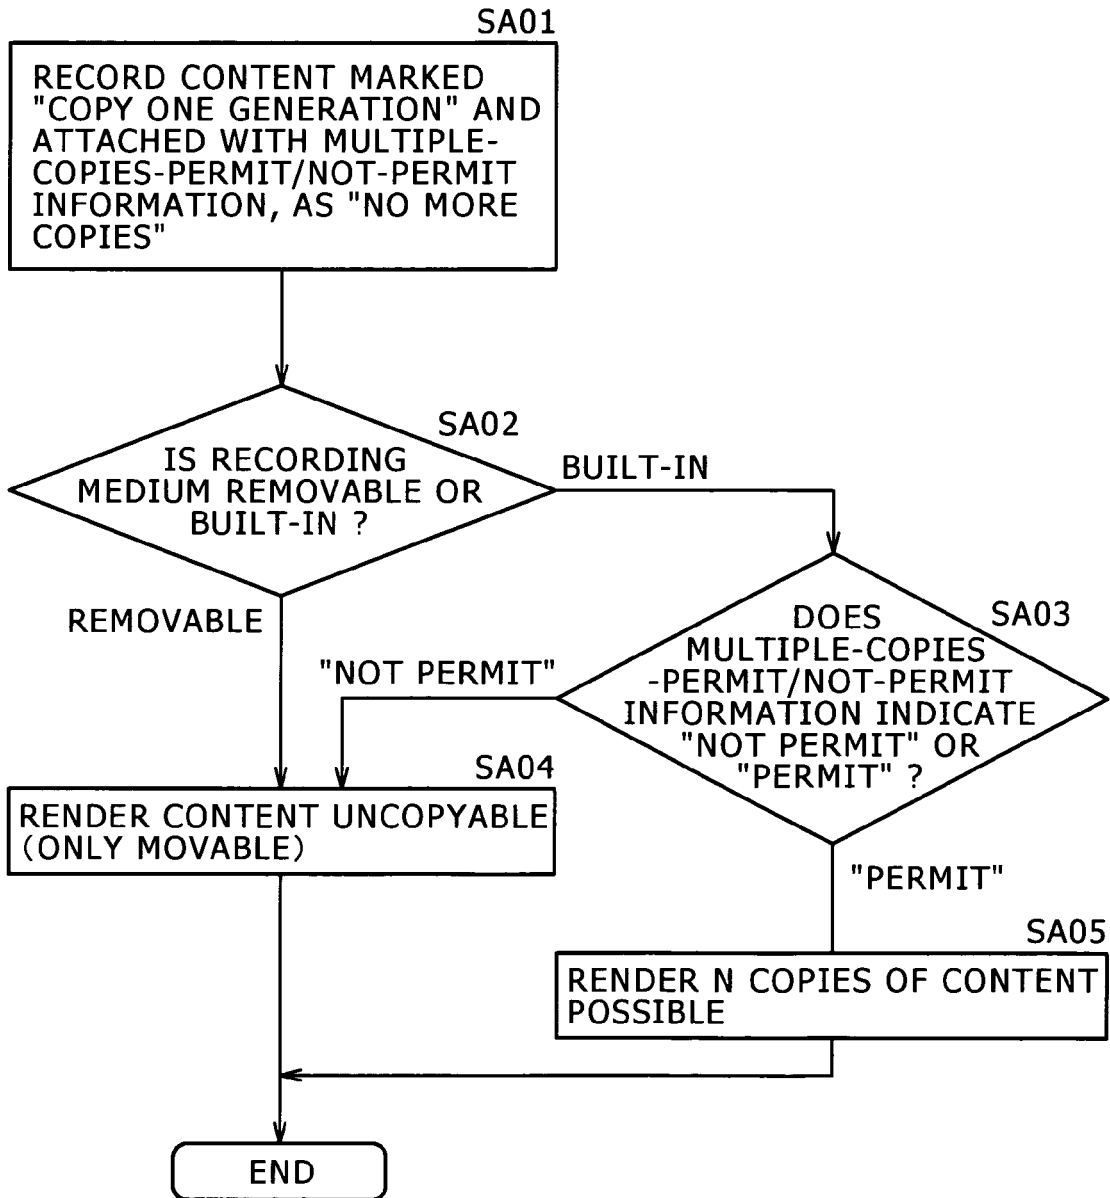 SA01
RECORD CONTENT MARKED
"COPY ONE GENERATION" AND
ATTACHED WITH MULTIPLE-
COPIES-PERMIT/NOT-PERMIT
INFORMATION, AS "NO MORE
COPIES"
SA02
IS RECORDING
MEDIUM REMOVABLE OR
BUILT-IN ?
BUILT-IN
REMOVABLE
SA03
DOES
MULTIPLE-COPIES
-PERMIT/NOT-PERMIT
INFORMATION INDICATE
"NOT PERMIT" OR
"PERMIT" ?
"NOT PERMIT"
SA04
RENDER CONTENT UNCOPYABLE
(ONLY MOVABLE)
"PERMIT"
SA05
RENDER N COPIES OF CONTENT
POSSIBLE
END